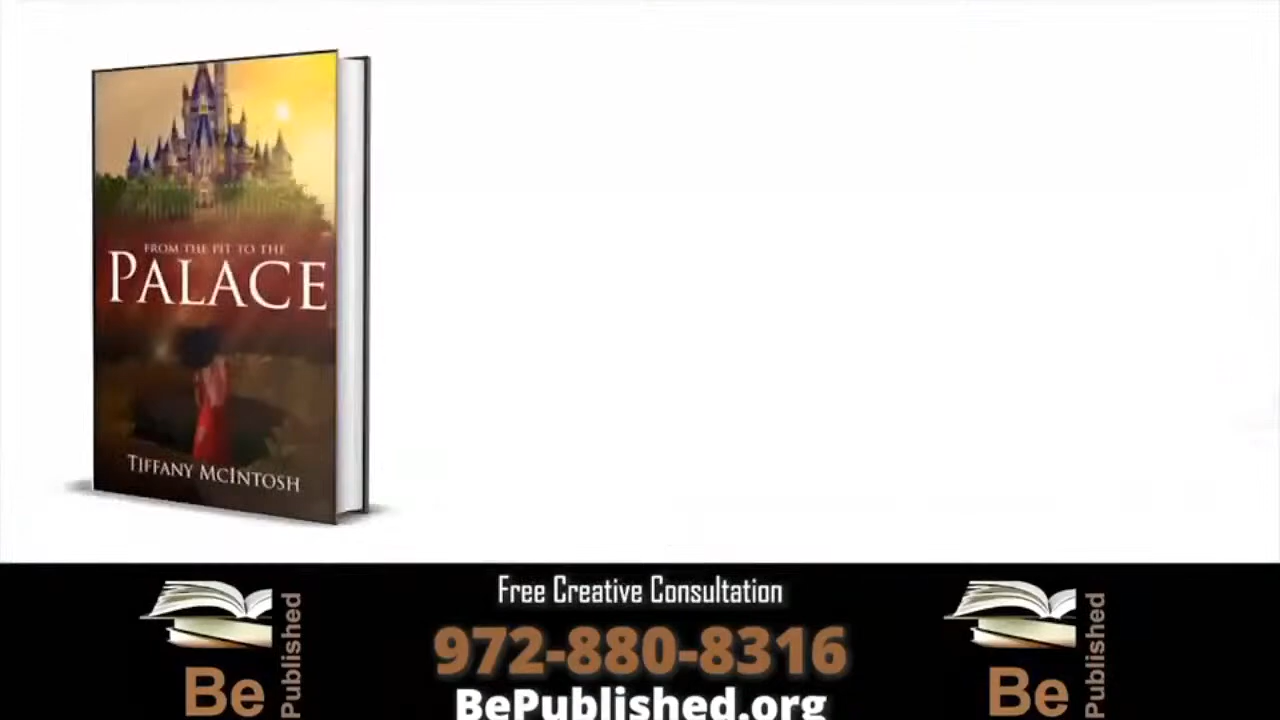 FROM THE PIT TO THE
PALACE
TIFFANY MCINTOSH
Free Creative Consultation
972-880-8316
BePublished.org
Be
Published
Be
Published